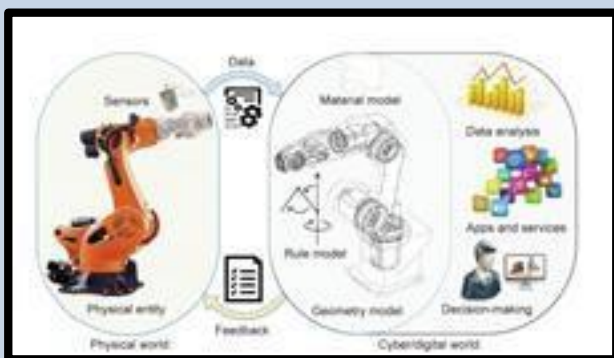 Data
Sensors
Material model
Data analysis
Apps and services
Rule model
Physical entity
Geometry model
Decision-making
Feedback
Physical world
Cyber/digital world